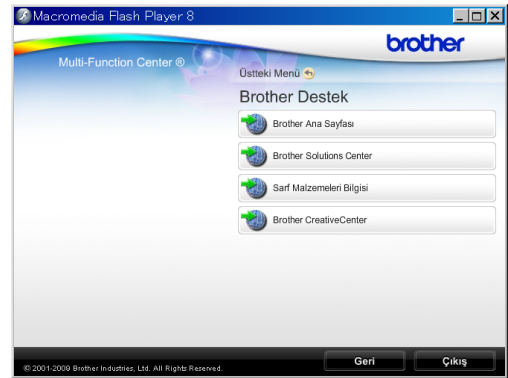 Macromedia Flash Player 8
brother
Multi-Function Center ®
Üstteki Menü
Brother Destek
Brother Ana Sayfası
Brother Solutions Center
Sarf Malzemeleri Bilgisi
Brother CreativeCenter
Geri
Çıkış
© 2001-2009 Brother Industries, Ltd. All Rights Reserved.